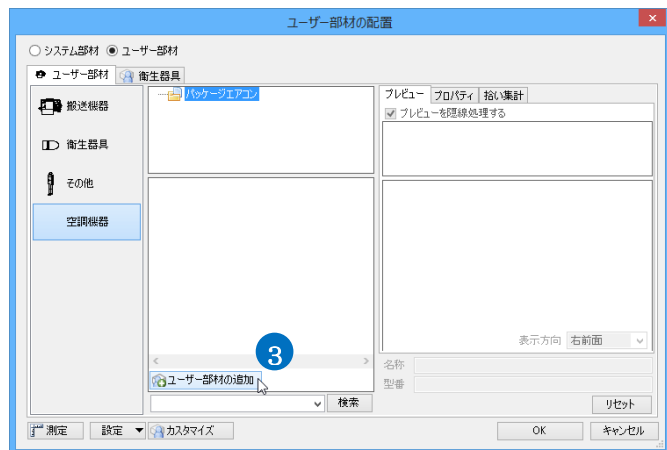 ユーザー部材の配置
システム部材 ユーザー部材
ユーザー部材 衛生器具
搬送機器
衛生器具
その他
空調機器
パッケージエアコン
3
ユーザー部材の追加
検索
プレビュー プロパティ 拾い集計
プレビューを隠線処理する
表示方向 右前面
名称
型番
リセット
測定 設定 カスタマイズ OK キャンセル